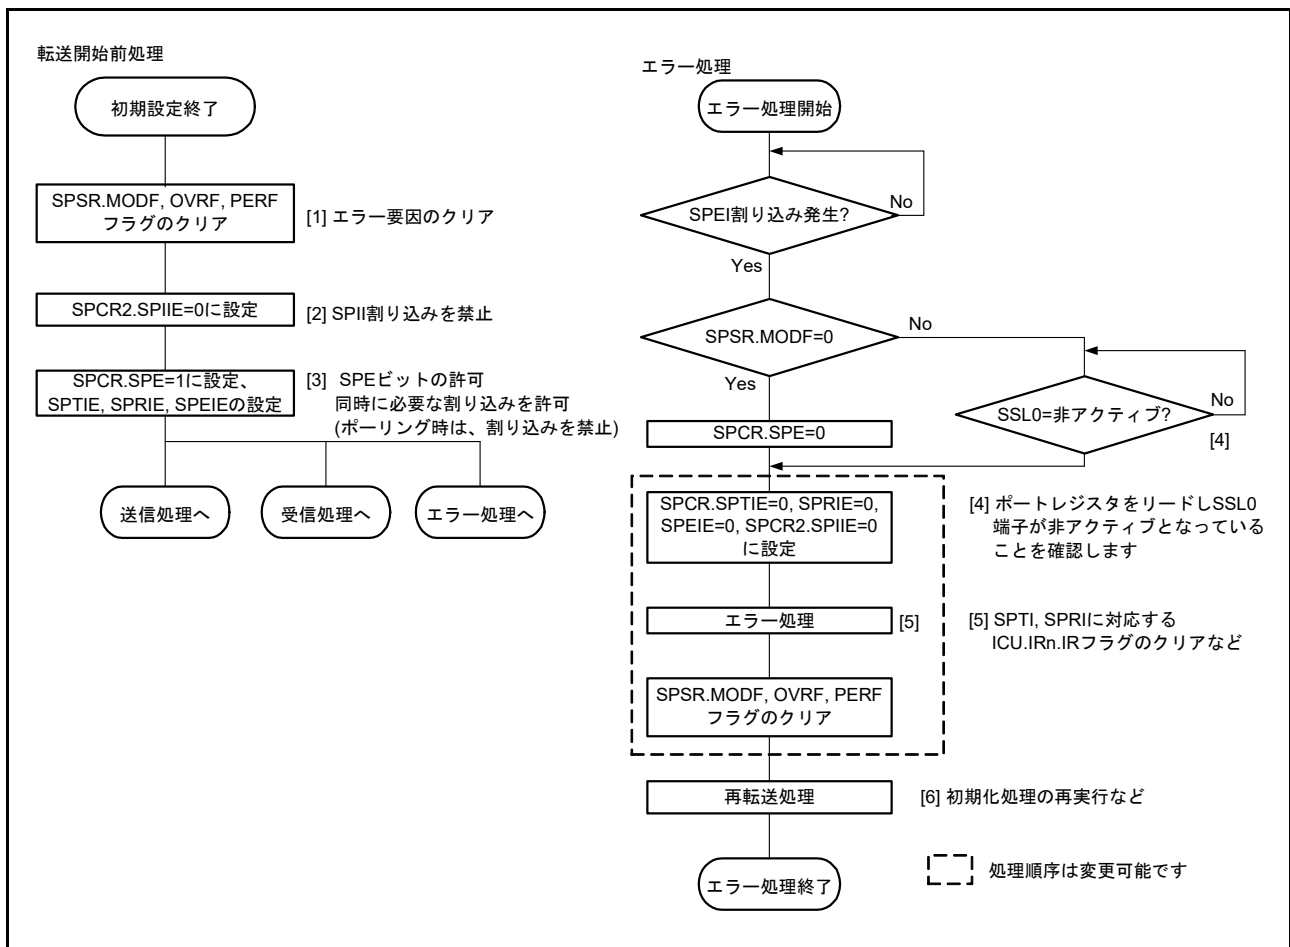 転送開始前処理
初期設定終了
SPSR.MODF, OVRF, PERF
フラグのクリア
[1] エラー要因のクリア
SPCR2.SPIIE=0に設定
[2] SPII割り込みを禁止
SPCR.SPE=1に設定、
SPTIE, SPRIE, SPEIEの設定
[3] SPEビットの許可
同時に必要な割り込みを許可
(ポーリング時は、割り込みを禁止)
送信処理へ
受信処理へ
エラー処理へ
エラー処理
エラー処理開始
SPEI割り込み発生?
No
Yes
SPSR.MODF=0
No
Yes
SSL0=非アクティブ?
No
[4]
SPCR.SPE=0
SPCR.SPTIE=0, SPRIE=0,
SPEIE=0, SPCR2.SPIIE=0
に設定
[4] ポートレジスタをリードしSSL0
端子が非アクティブとなっている
ことを確認します
エラー処理
[5]
[5] SPTI, SPRIに対応する
ICU.IRn.IRフラグのクリアなど
SPSR.MODF, OVRF, PERF
フラグのクリア
再転送処理
[6] 初期化処理の再実行など
エラー処理終了
処理順序は変更可能です